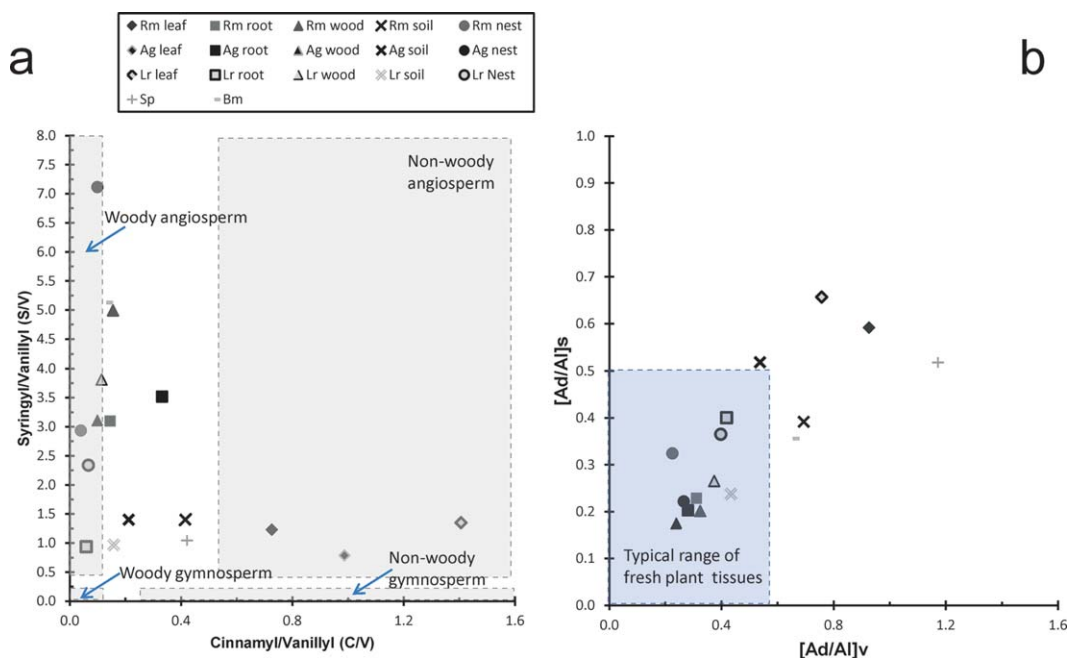 a
b
Rm leaf Rm root Rm wood Rm soil Rm nest
Ag leaf Ag root Ag wood Ag soil Ag nest
Lr leaf Lr root Lr wood Lr soil Lr Nest
Sp Bm
8.0
7.5
7.0
6.5
6.0
5.5
5.0
4.5
4.0
3.5
3.0
2.5
2.0
1.5
1.0
0.5
0.0
Syringyl/Vanillyl (S/V)
Non-woody
angiosperm
Woody angiosperm
Woody gymnosperm
Non-woody
gymnosperm
0.0 0.4 0.8 1.2 1.6
Cinnamyl/Vanillyl (C/V)
1.0
0.9
0.8
0.7
0.6
0.5
0.4
0.3
0.2
0.1
0.0
[Ad/Al]s
Typical range of
fresh plant tissues
0.0 0.4 0.8 1.2 1.6
[Ad/Al]v